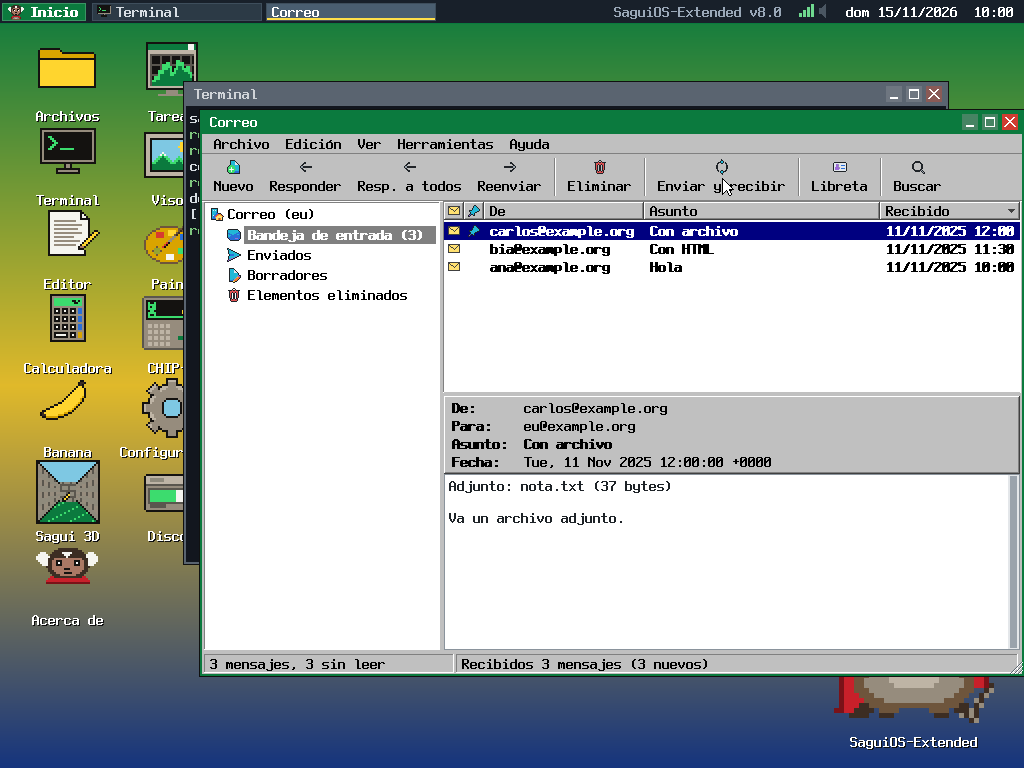 Inicio
Terminal
Correo
SaguiOS-Extended v8.0
dom 15/11/2026
10:00
Archivos
Terminal
Editor
Calculadora
Banana
Sagui 3D
Acerca de
Terminal
Correo
Archivo Edición Ver Herramientas Ayuda
Nuevo Responder Resp. a todos Reenviar Eliminar Enviar y recibir Libreta Buscar
Correo (eu)
Bandeja de entrada (3)
Enviados
Borradores
Elementos eliminados
De Asunto Recibido
carlos@example.org Con archivo 11/11/2025 12:00
bia@example.org Con HTML 11/11/2025 11:30
ana@example.org Hola 11/11/2025 10:00
De: carlos@example.org
Para: eu@example.org
Asunto: Con archivo
Fecha: Tue, 11 Nov 2025 12:00:00 +0000
Adjunto: nota.txt (37 bytes)
Va un archivo adjunto.
3 mensajes, 3 sin leer
Recibidos 3 mensajes (3 nuevos)
SaguiOS-Extended